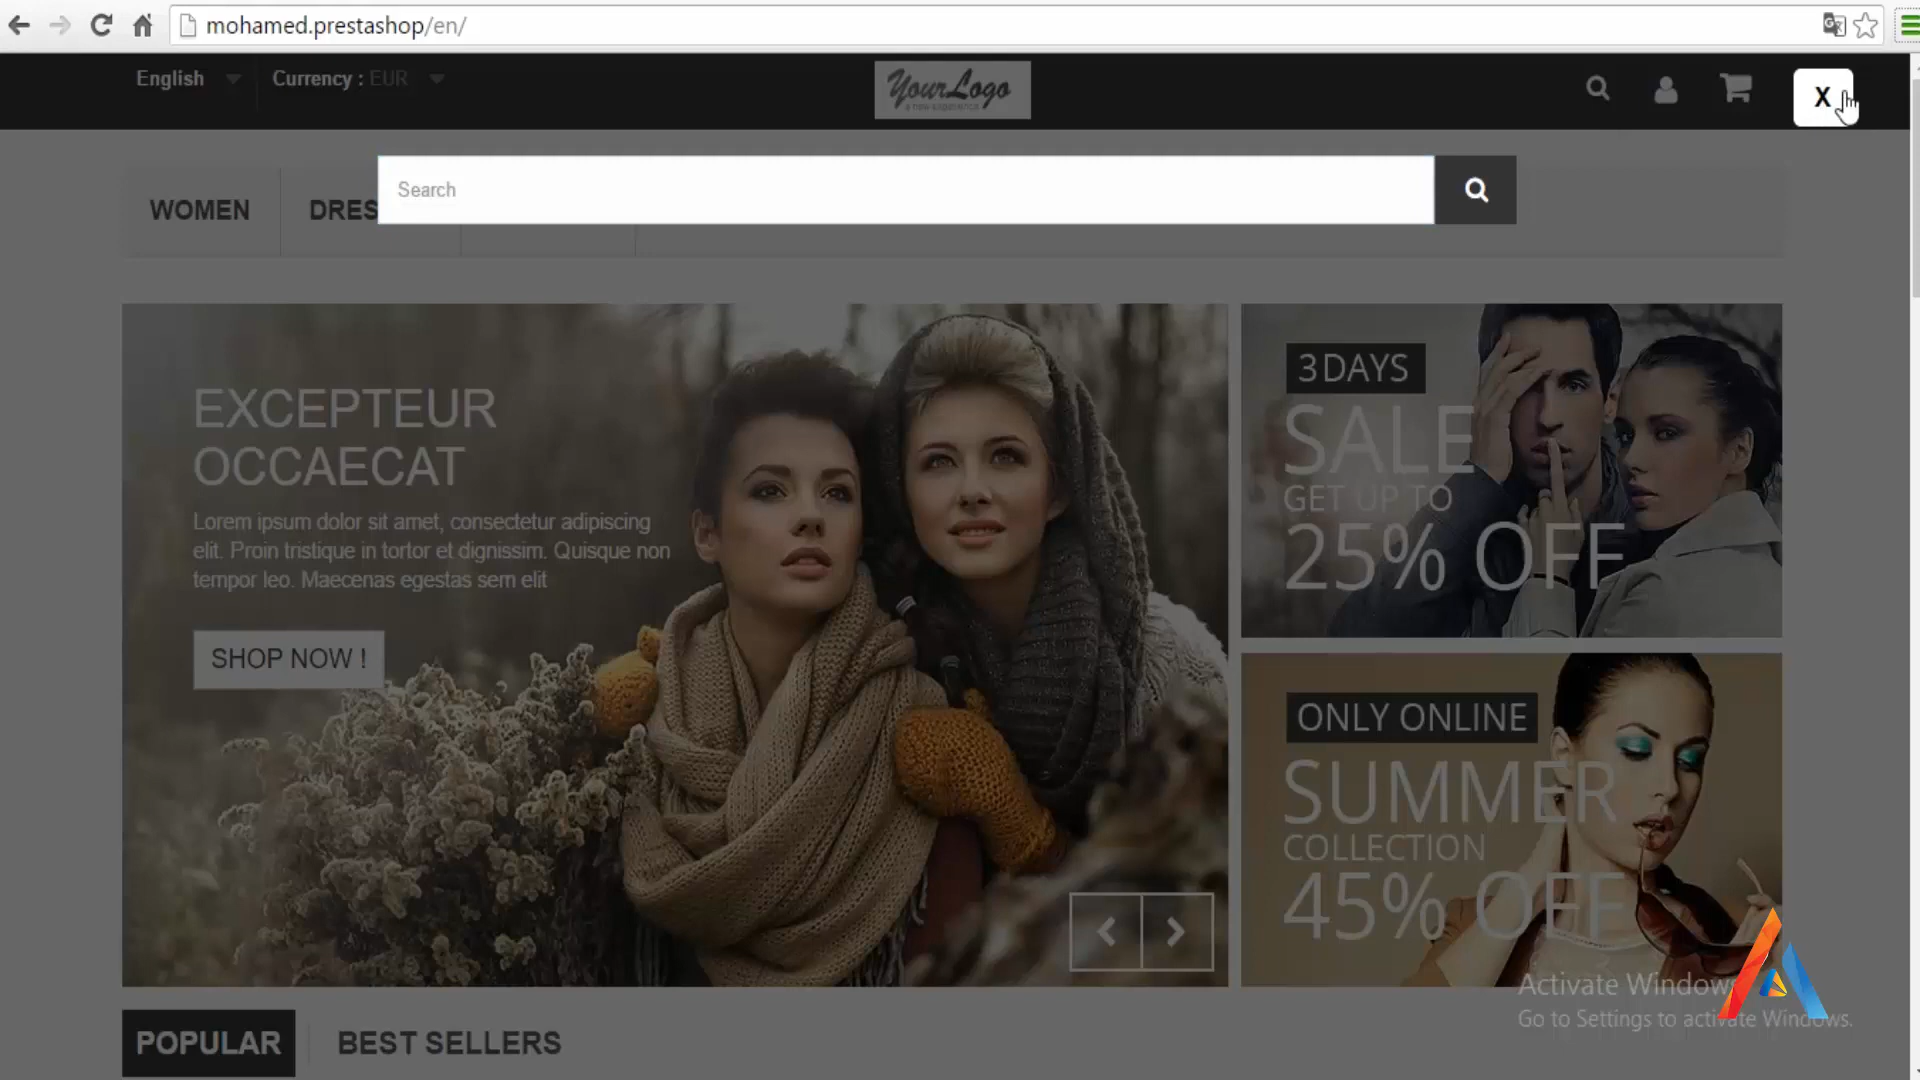 mohamed.prestashop/en/
English
Currency : EUR
YourLogo
X
Search
WOMEN
DRES
EXCEPTEUR
OCCAECAT
Lorem ipsum dolor sit amet, consectetur adipiscing
elit. Proin tristique in tortor et dignissim. Quisque non
tempor leo. Maecenas egestas sem elit
SHOP NOW !
3 DAYS
SALE
GET UP TO
25% OFF
ONLY ONLINE
SUMMER
COLLECTION
45% OFF
Activate Windows
Go to Settings to activate Windows.
POPULAR
BEST SELLERS